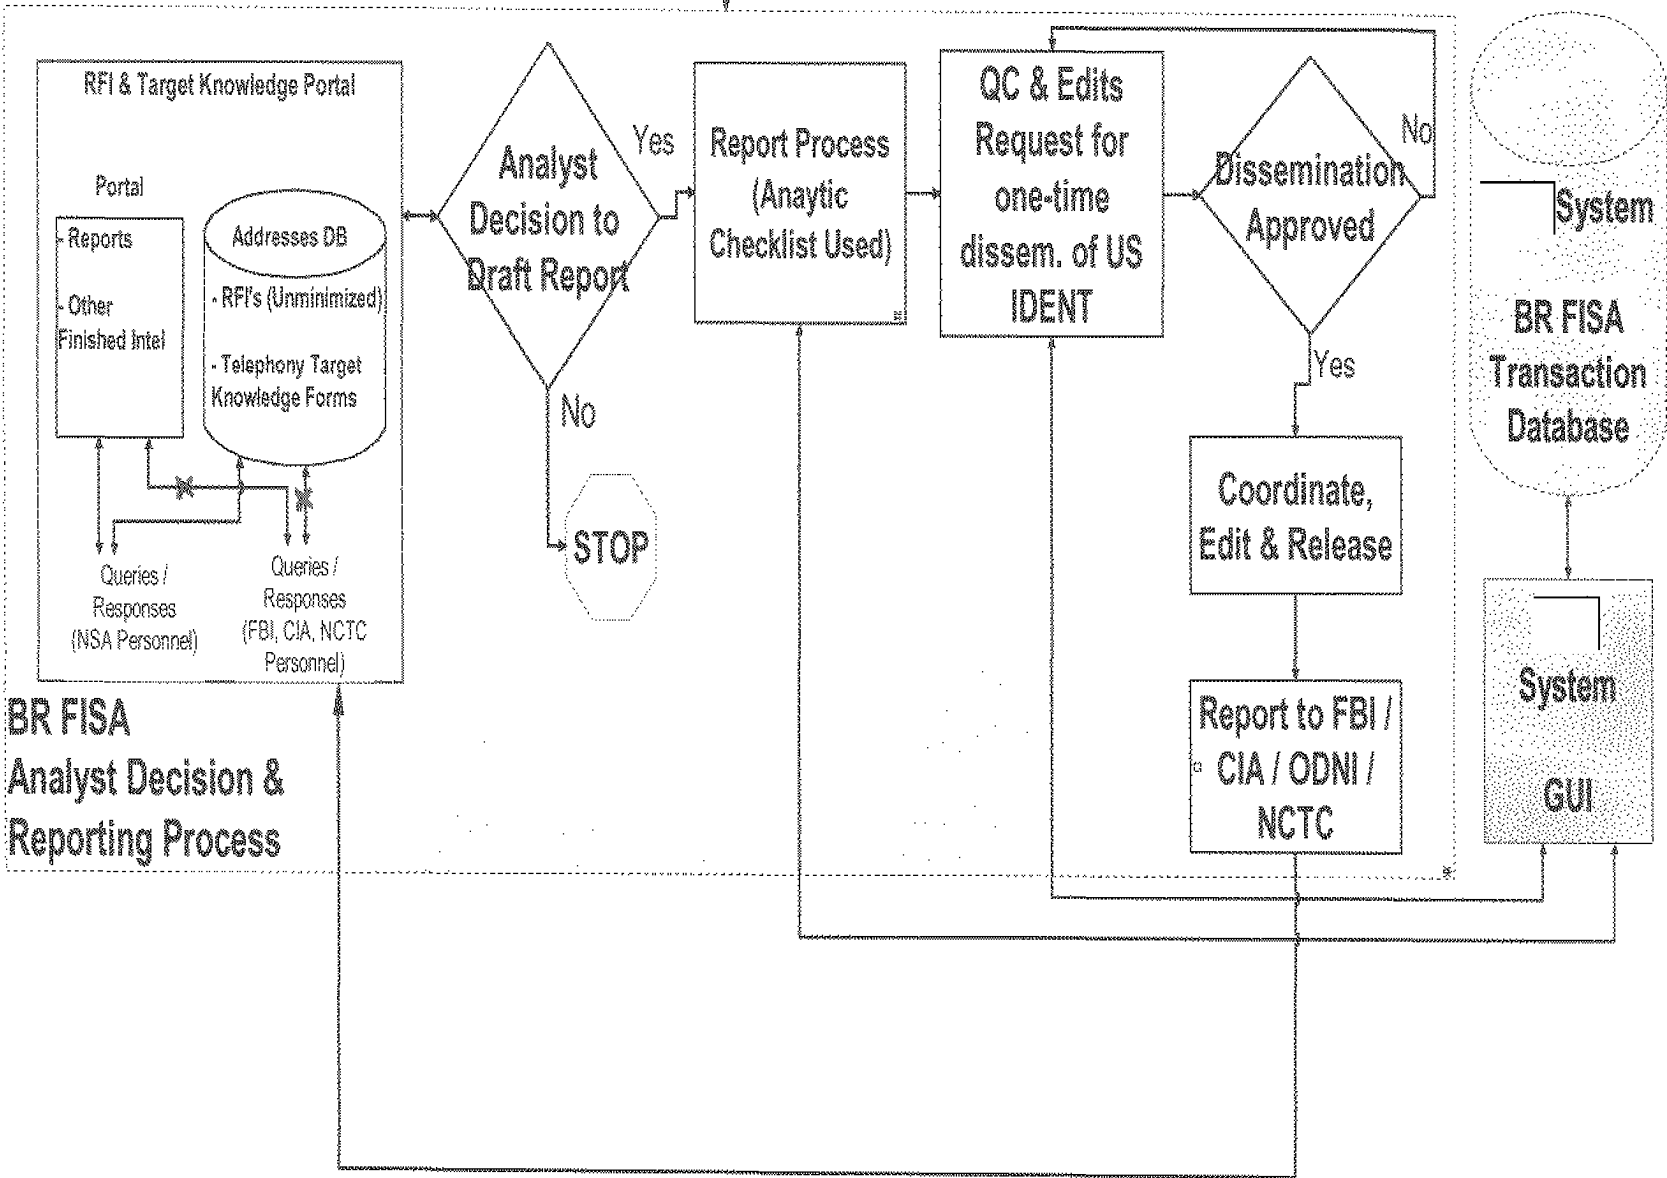 RFI & Target Knowledge Portal
Portal
- Reports
- Other
Finished Intel
Addresses DB
- RFI's (Unminimized)
- Telephony Target
Knowledge Forms
Queries /
Responses
(NSA Personnel)
Queries /
Responses
(FBI, CIA, NCTC
Personnel)
BR FISA
Analyst Decision &
Reporting Process
Analyst
Decision to
Draft Report
Yes
No
STOP
Report Process
(Anaytic
Checklist Used)
QC & Edits
Request for
one-time
dissem. of US
IDENT
Dissemination
Approved
No
Yes
Coordinate,
Edit & Release
Report to FBI /
CIA / ODNI /
NCTC
System
BR FISA
Transaction
Database
System
GUI